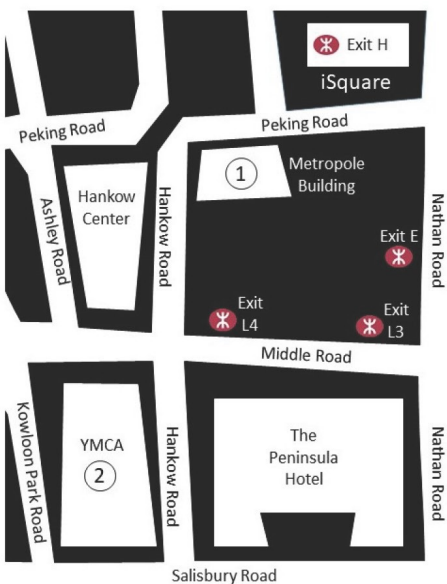 Exit H
iSquare
Peking Road
Peking Road
1
Metropole
Building
Hankow
Center
Ashley Road
Hankow Road
Nathan Road
Exit E
Exit
L4
Exit
L3
Middle Road
Kowloon Park Road
YMCA
2
Hankow Road
The
Peninsula
Hotel
Nathan Road
Salisbury Road